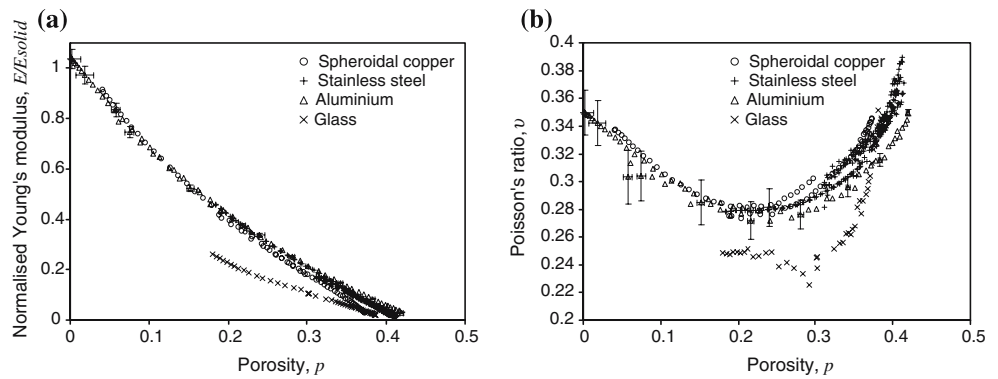 (a)
Normalised Young's modulus, E/Esolid
1
0.8
0.6
0.4
0.2
0
0
0.1
0.2
0.3
0.4
0.5
Porosity, p
Spheroidal copper
Stainless steel
Aluminium
Glass
(b)
Poisson's ratio, υ
0.4
0.38
0.36
0.34
0.32
0.3
0.28
0.26
0.24
0.22
0.2
0
0.1
0.2
0.3
0.4
0.5
Porosity, p
Spheroidal copper
Stainless steel
Aluminium
Glass